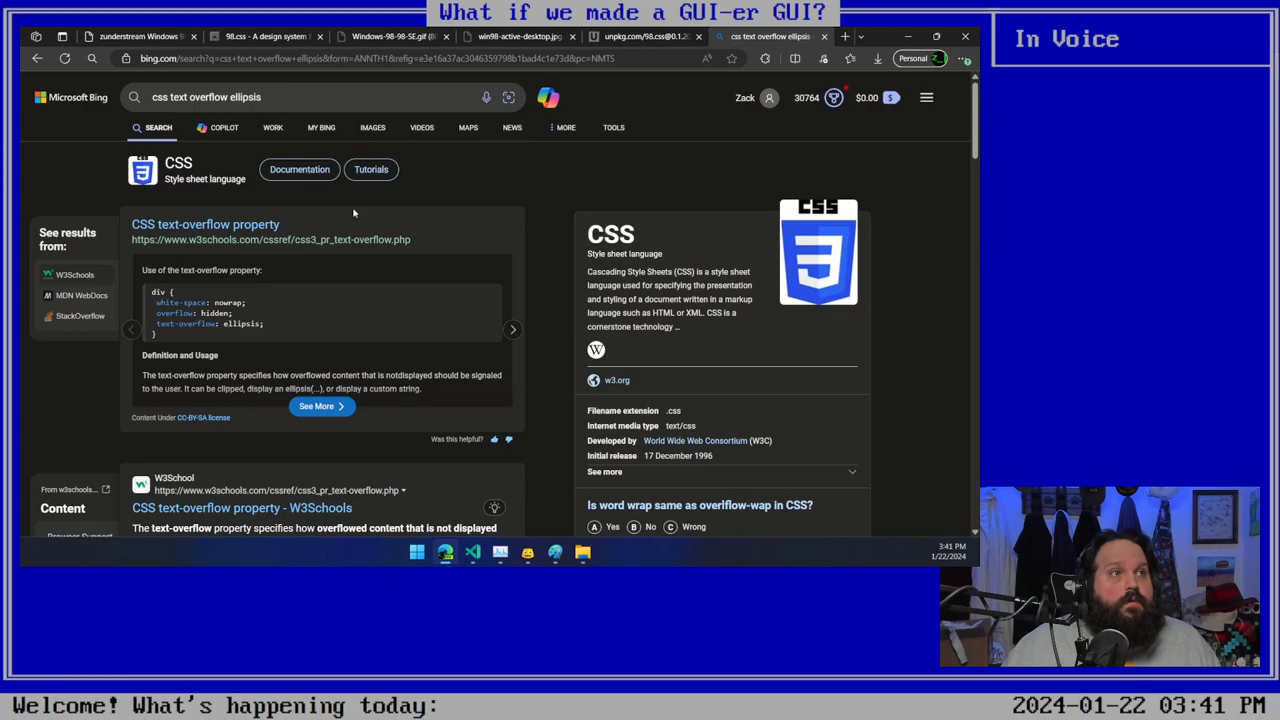 What if we made a GUI-er GUI?
In Voice
zunderstream Windows 9
98.css - A design system f
Windows-98-98-SE.gif (80
win98-active-desktop.jpg
unpkg.com/98.css@0.1.20
css text overflow ellipsis -
bing.com/search?q=css+text+overflow+ellipsis&form=ANNTH1&refig=e3e16a37ac3046359798b1bad4c1e73d&pc=NMTS
Personal
Microsoft Bing
css text overflow ellipsis
Zack
30764
$0.00
SEARCH
COPILOT
WORK
MY BING
IMAGES
VIDEOS
MAPS
NEWS
MORE
TOOLS
CSS
Style sheet language
Documentation
Tutorials
See results
from:
W3Schools
MDN WebDocs
StackOverflow
CSS text-overflow property
https://www.w3schools.com/cssref/css3_pr_text-overflow.php
Use of the text-overflow property:
div {
white-space: nowrap;
overflow: hidden;
text-overflow: ellipsis;
}
Definition and Usage
The text-overflow property specifies how overflowed content that is notdisplayed should be signaled
to the user. It can be clipped, display an ellipsis(...), or display a custom string.
See More
Content Under CC-BY-SA license
Was this helpful?
CSS
Style sheet language
Cascading Style Sheets (CSS) is a style sheet
language used for specifying the presentation
and styling of a document written in a markup
language such as HTML or XML. CSS is a
cornerstone technology ...
W
w3.org
Filename extension .css
Internet media type text/css
Developed by World Wide Web Consortium (W3C)
Initial release 17 December 1996
See more
Is word wrap same as overlflow-wap in CSS?
A Yes B No C Wrong
From w3schools...
Content
W3School
https://www.w3schools.com/cssref/css3_pr_text-overflow.php
CSS text-overflow property - W3Schools
The text-overflow property specifies how overflowed content that is not displayed
Browser Support
3:41 PM
1/22/2024
Welcome! What's happening today:
2024-01-22 03:41 PM